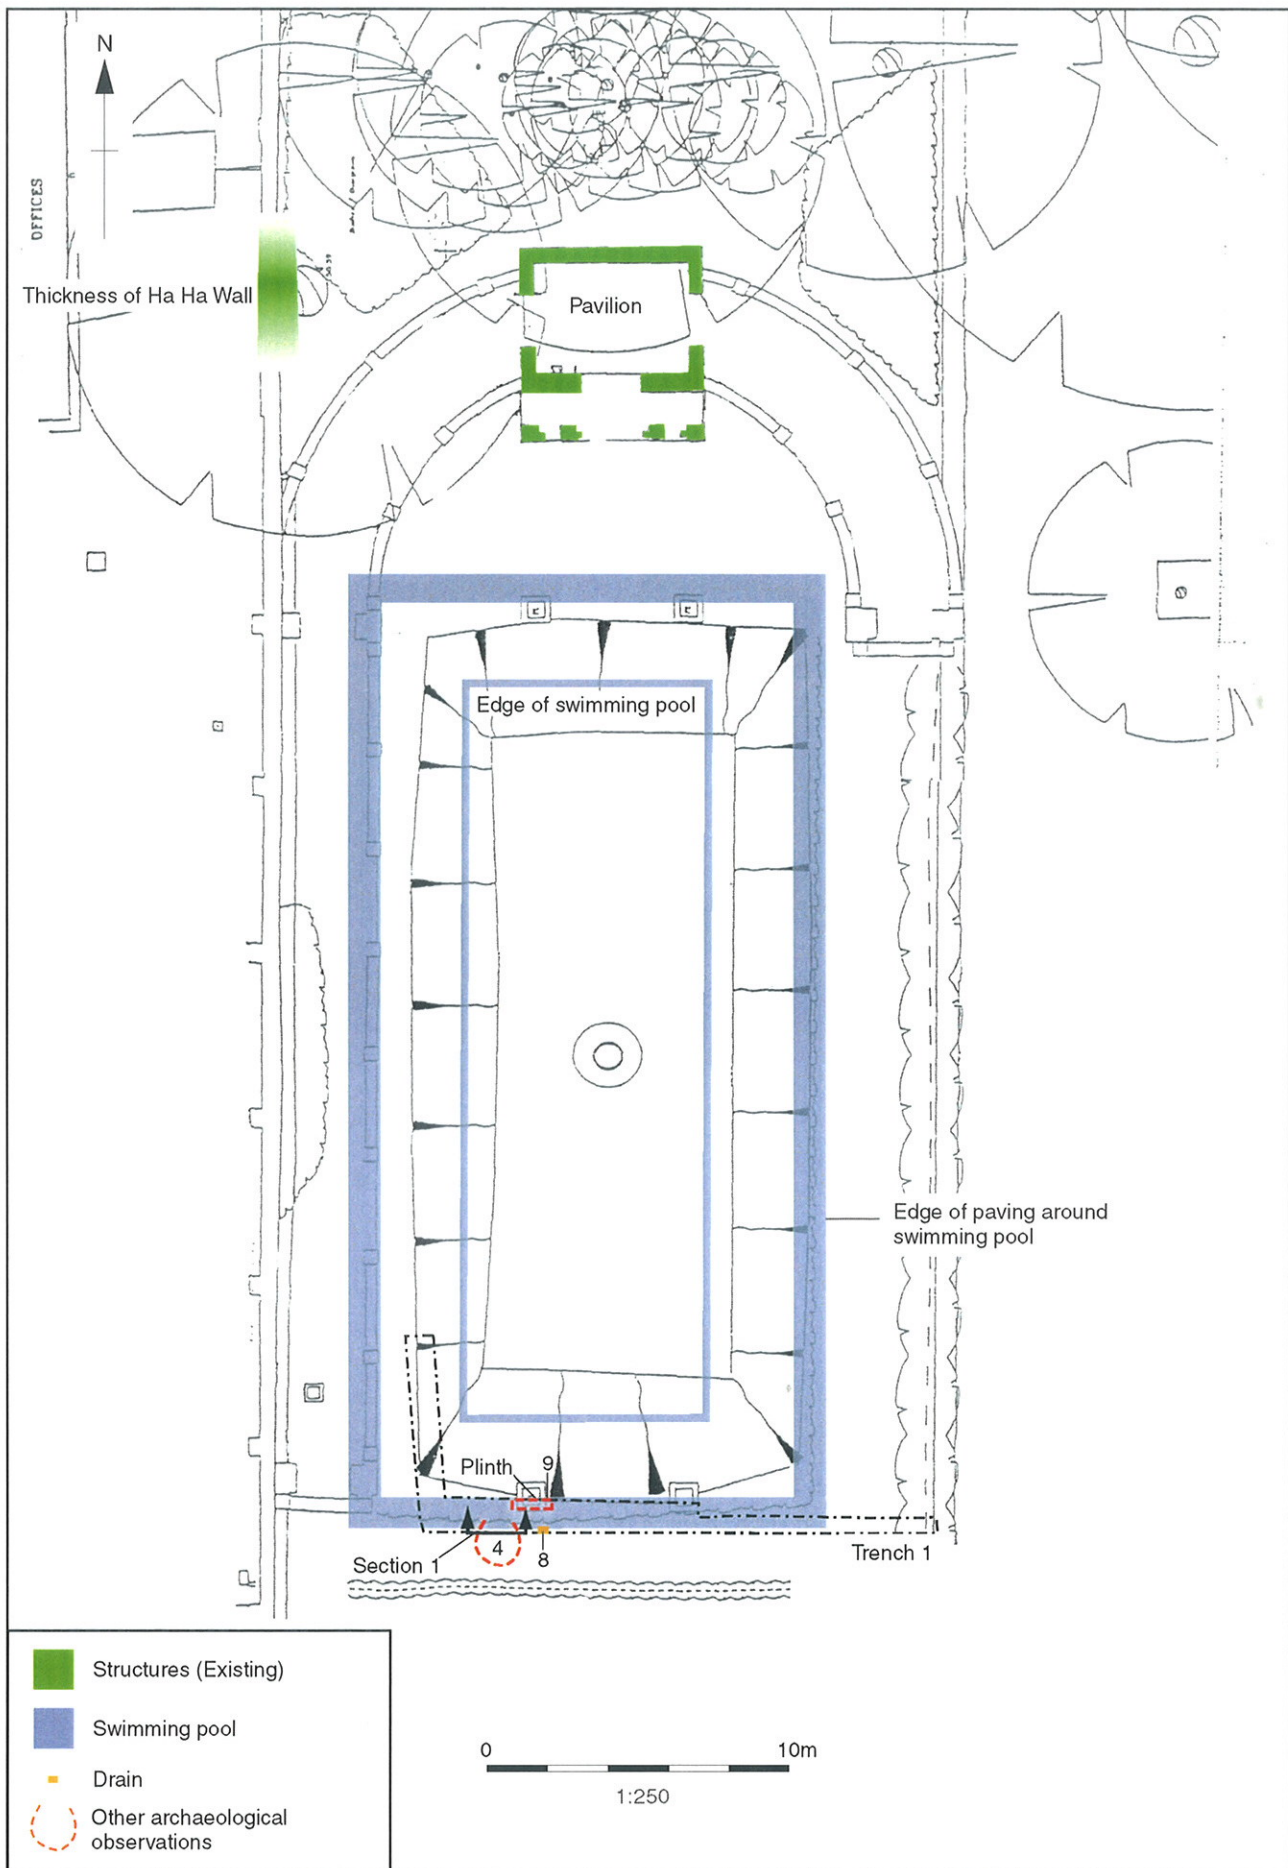 N
OFFICES
Thickness of Ha Ha Wall
Pavilion
Edge of swimming pool
Edge of paving around
swimming pool
Plinth
9
4
8
Section 1
Trench 1
Structures (Existing)
Swimming pool
Drain
Other archaeological
observations
0
10m
1:250